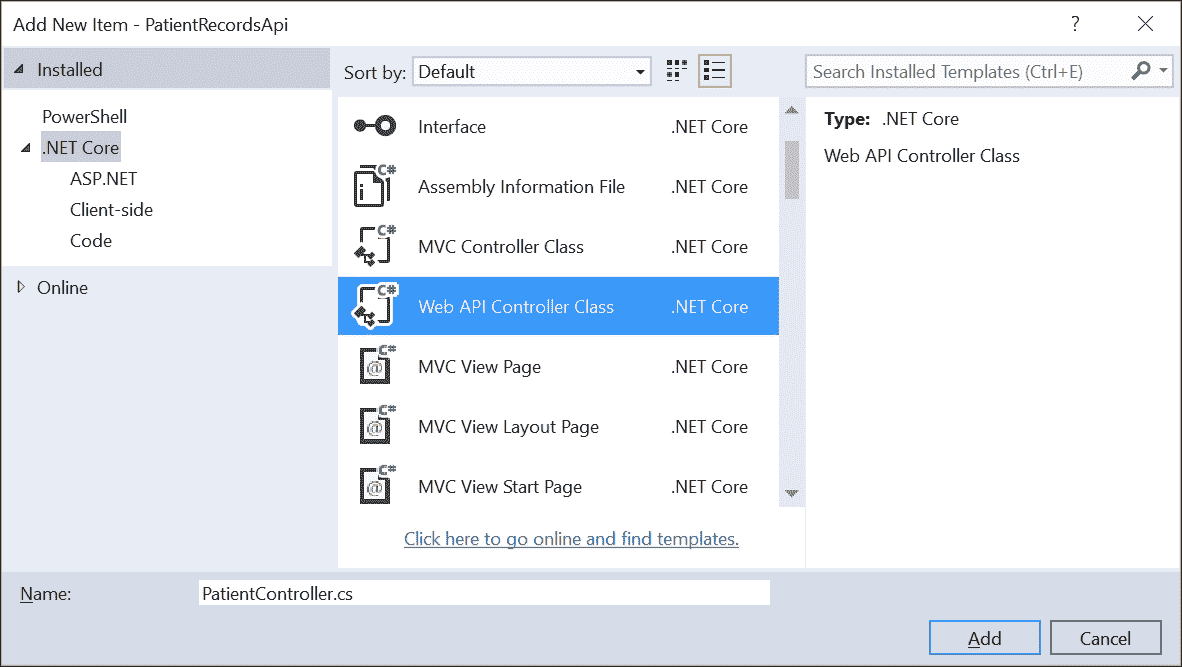 Add New Item - PatientRecordsApi ?
Installed
PowerShell
.NET Core
ASP.NET
Client-side
Code
Online
Sort by: Default
Interface .NET Core
C# Assembly Information File .NET Core
C# MVC Controller Class .NET Core
C# Web API Controller Class .NET Core
C# @ MVC View Page .NET Core
C# @ MVC View Layout Page .NET Core
C# @ MVC View Start Page .NET Core
Click here to go online and find templates.
Search Installed Templates (Ctrl+E)
Type: .NET Core
Web API Controller Class
Name: PatientController.cs
Add Cancel